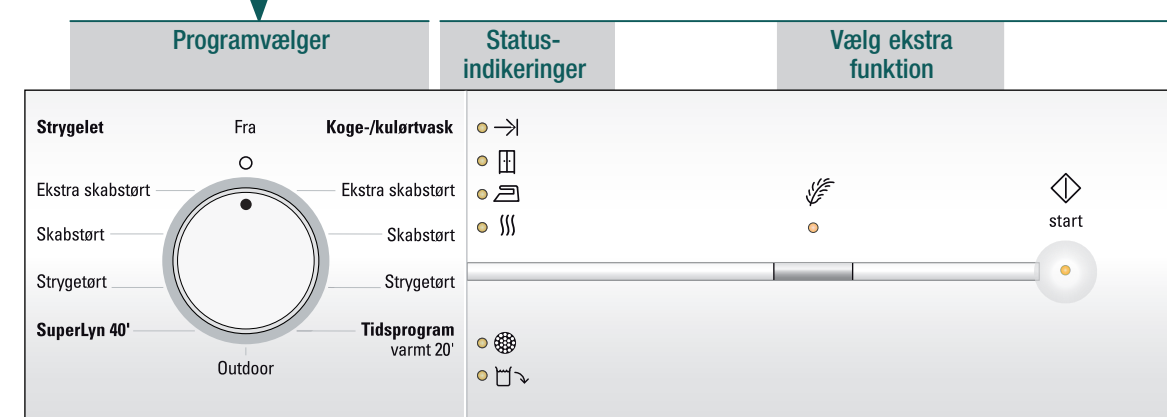 Programvælger
Status-
indikeringer
Vælg ekstra
funktion
Strygelet
Fra
Koge-/kulørtvask
Ekstra skabstørt
Ekstra skabstørt
Skabstørt
Skabstørt
Strygetørt
Strygetørt
SuperLyn 40'
Tidsprogram
varmt 20'
Outdoor
start